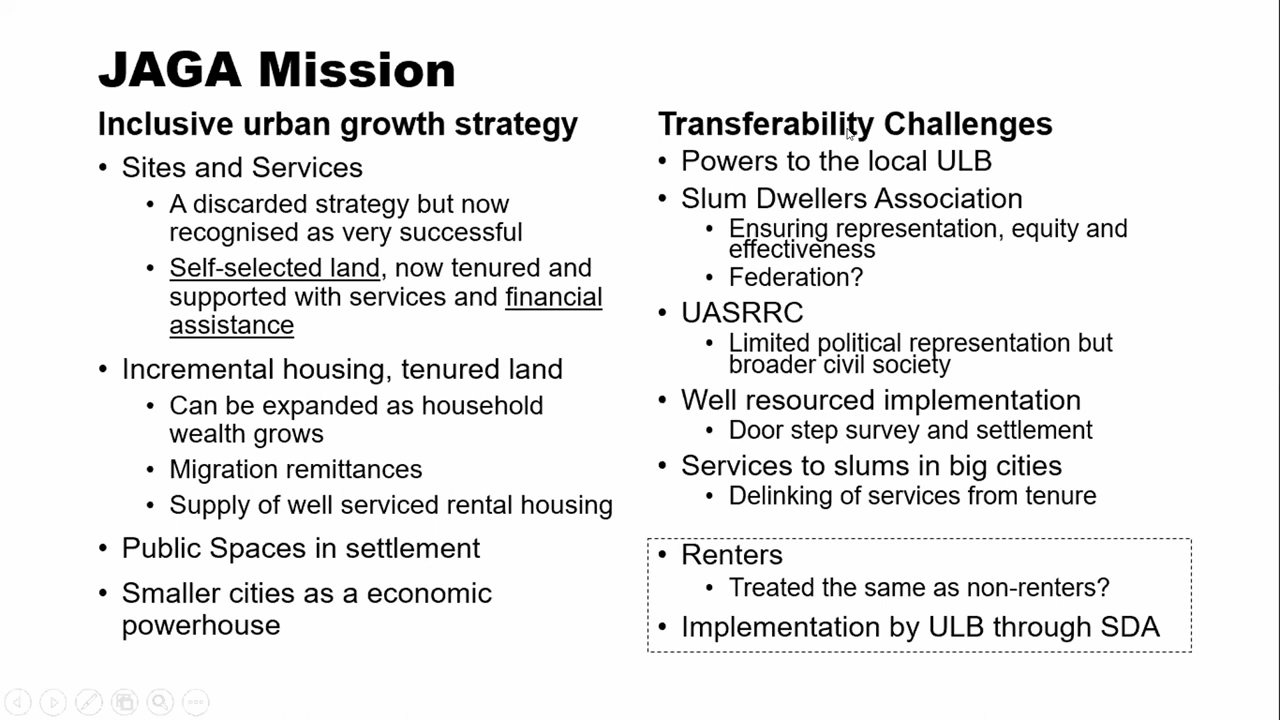 JAGA Mission
Inclusive urban growth strategy
• Sites and Services
• A discarded strategy but now
recognised as very successful
• Self-selected land, now tenured and
supported with services and financial
assistance
• Incremental housing, tenured land
• Can be expanded as household
wealth grows
• Migration remittances
• Supply of well serviced rental housing
• Public Spaces in settlement
• Smaller cities as a economic
powerhouse
Transferability Challenges
• Powers to the local ULB
• Slum Dwellers Association
• Ensuring representation, equity and
effectiveness
• Federation?
• UASRRC
• Limited political representation but
broader civil society
• Well resourced implementation
• Door step survey and settlement
• Services to slums in big cities
• Delinking of services from tenure
• Renters
• Treated the same as non-renters?
• Implementation by ULB through SDA